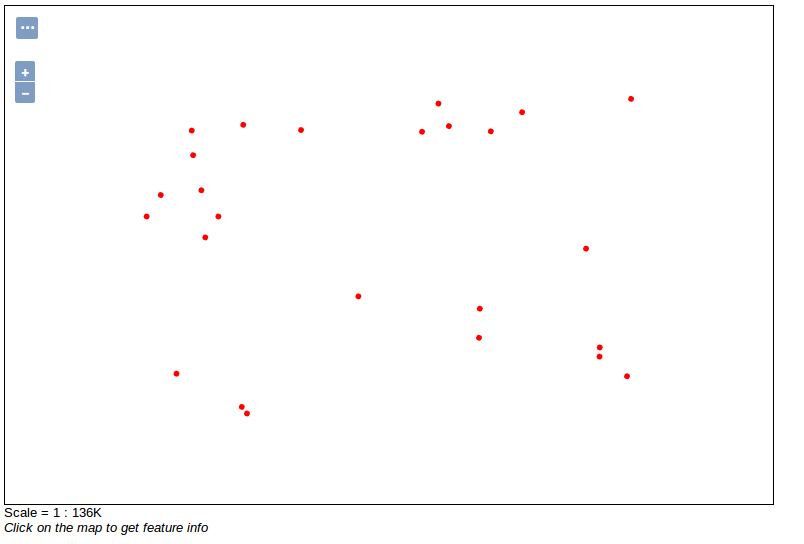 ...
+
−
Scale = 1 : 136K
Click on the map to get feature info